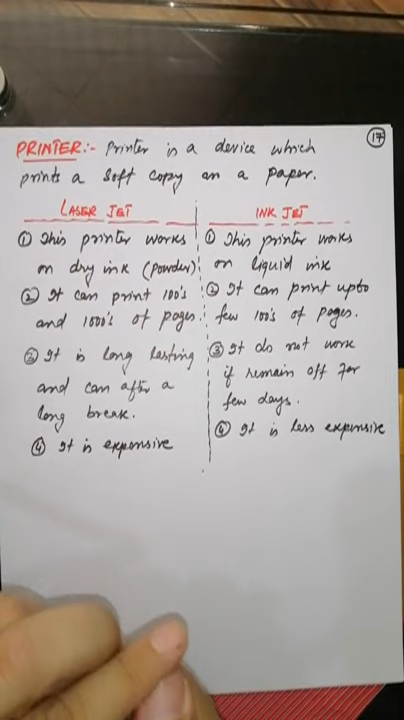 17
PRINTER:- Printer is a device which
prints a soft copy on a paper.
LASER JET
① This printer works
on dry ink (powder)
② It can print 100's
and 1000's of pages.
③ It is long lasting
and can after a
long break.
④ It is expensive
INK JET
① This printer works
on liquid ink
② It can print upto
few 100's of pages.
③ It do not work
if remain off for
few days.
④ It is less expensive